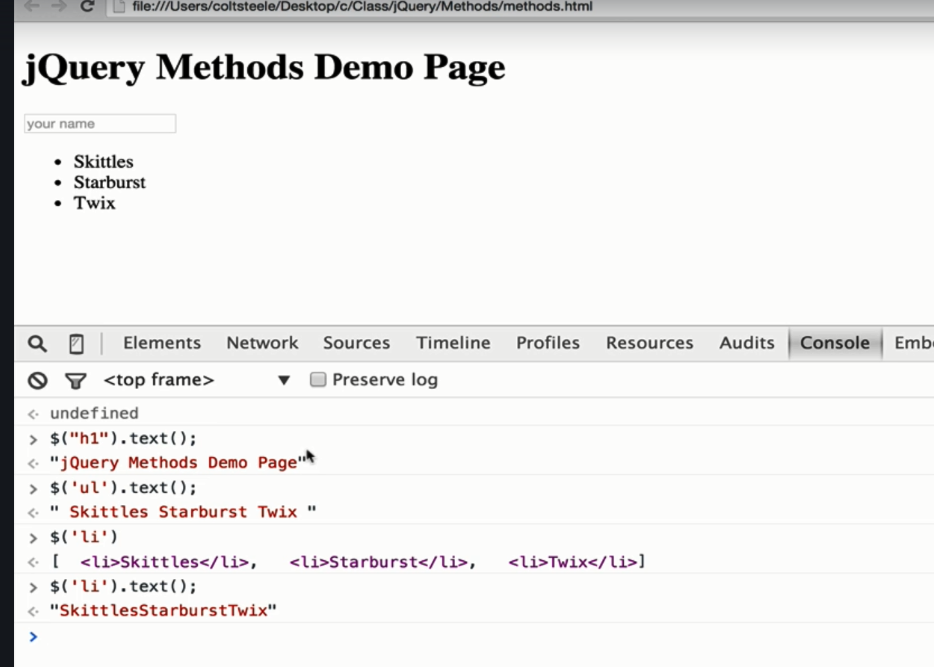 file:///Users/coltsteele/Desktop/c/Class/jQuery/Methods/methods.html
jQuery Methods Demo Page
your name
• Skittles
• Starburst
• Twix
Elements Network Sources Timeline Profiles Resources Audits Console
<top frame> ▼ Preserve log
undefined
> $("h1").text();
"jQuery Methods Demo Page"
> $('ul').text();
" Skittles Starburst Twix "
> $('li')
[ <li>Skittles</li>, <li>Starburst</li>, <li>Twix</li>]
> $('li').text();
"SkittlesStarburstTwix"
>